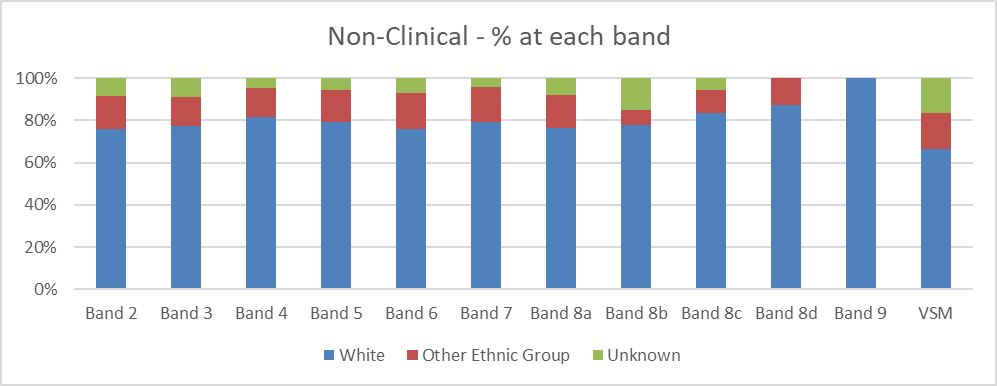 Non-Clinical - % at each band
100%
80%
60%
40%
20%
0%
Band 2 Band 3 Band 4 Band 5 Band 6 Band 7 Band 8a Band 8b Band 8c Band 8d Band 9 VSM
White Other Ethnic Group Unknown